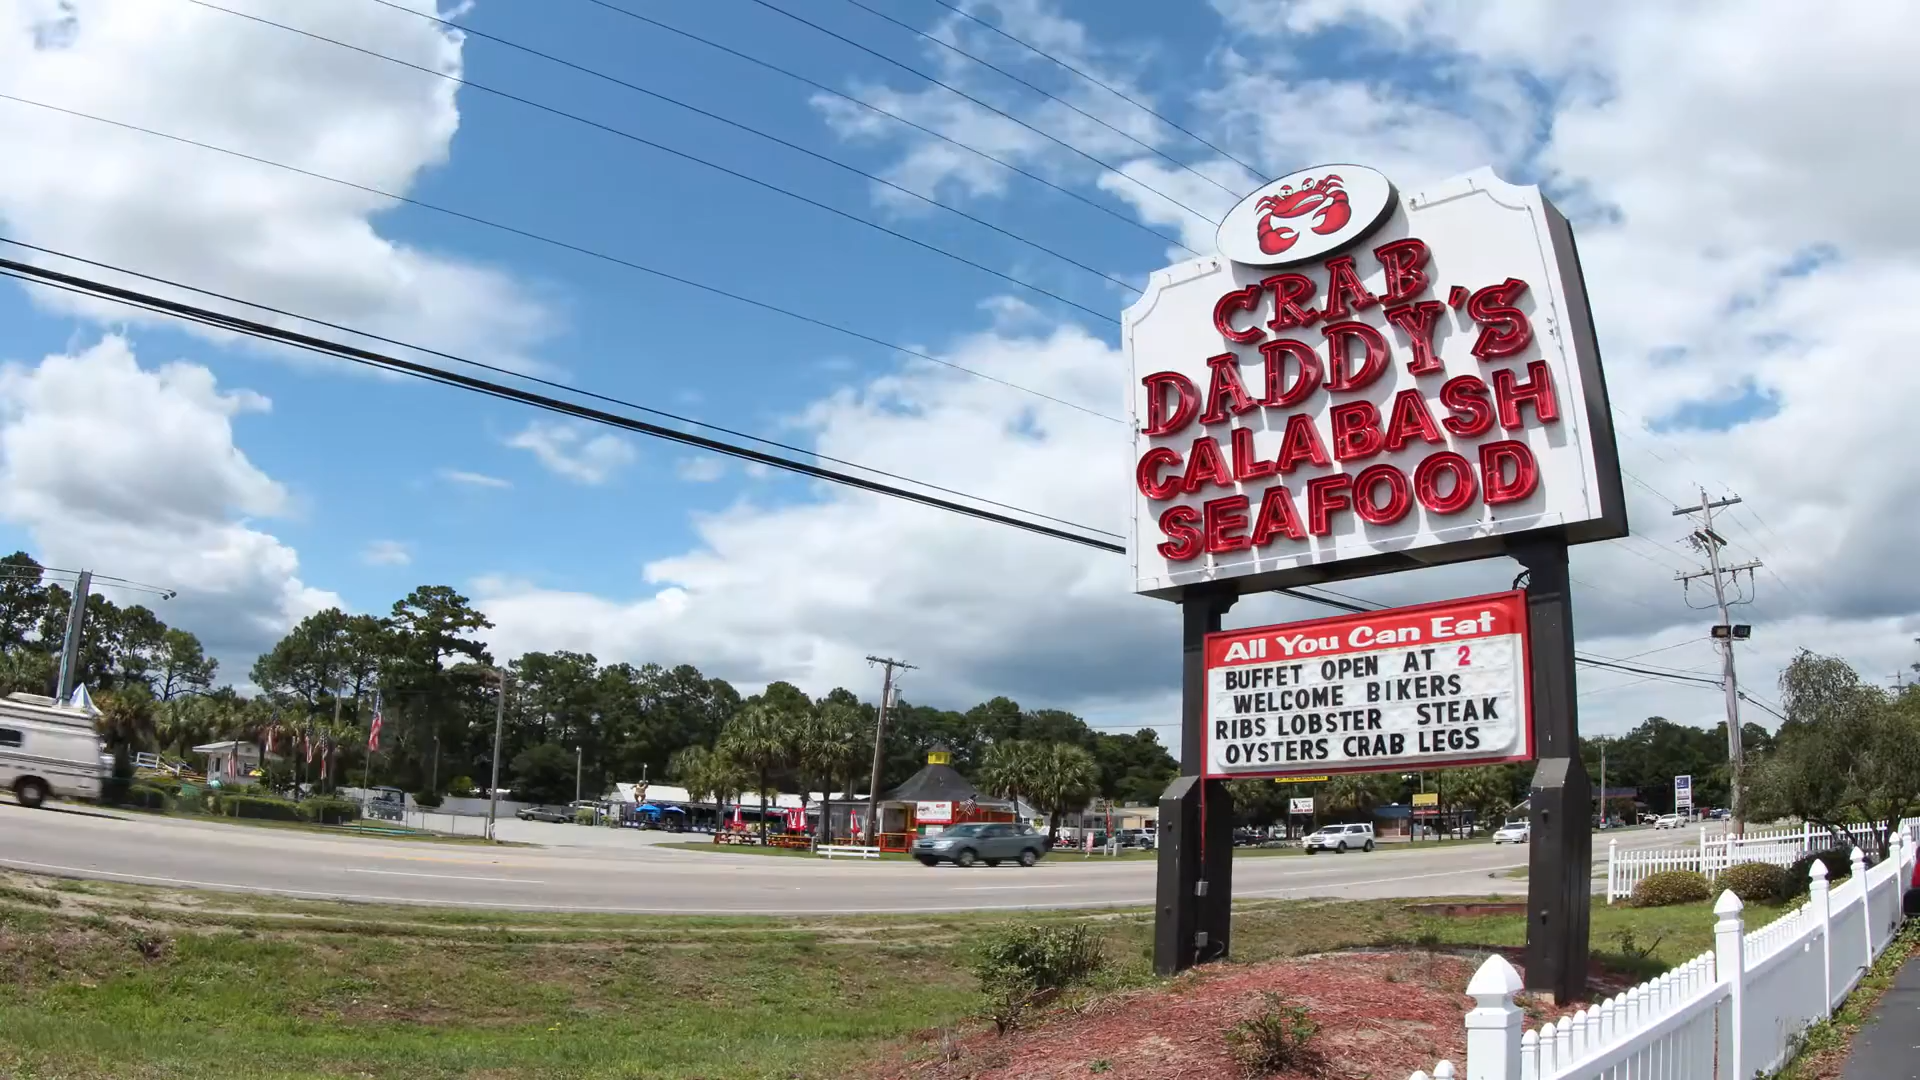 CRAB
DADDY'S
CALABASH
SEAFOOD
All You Can Eat
BUFFET OPEN AT 2
WELCOME BIKERS
RIBS LOBSTER STEAK
OYSTERS CRAB LEGS